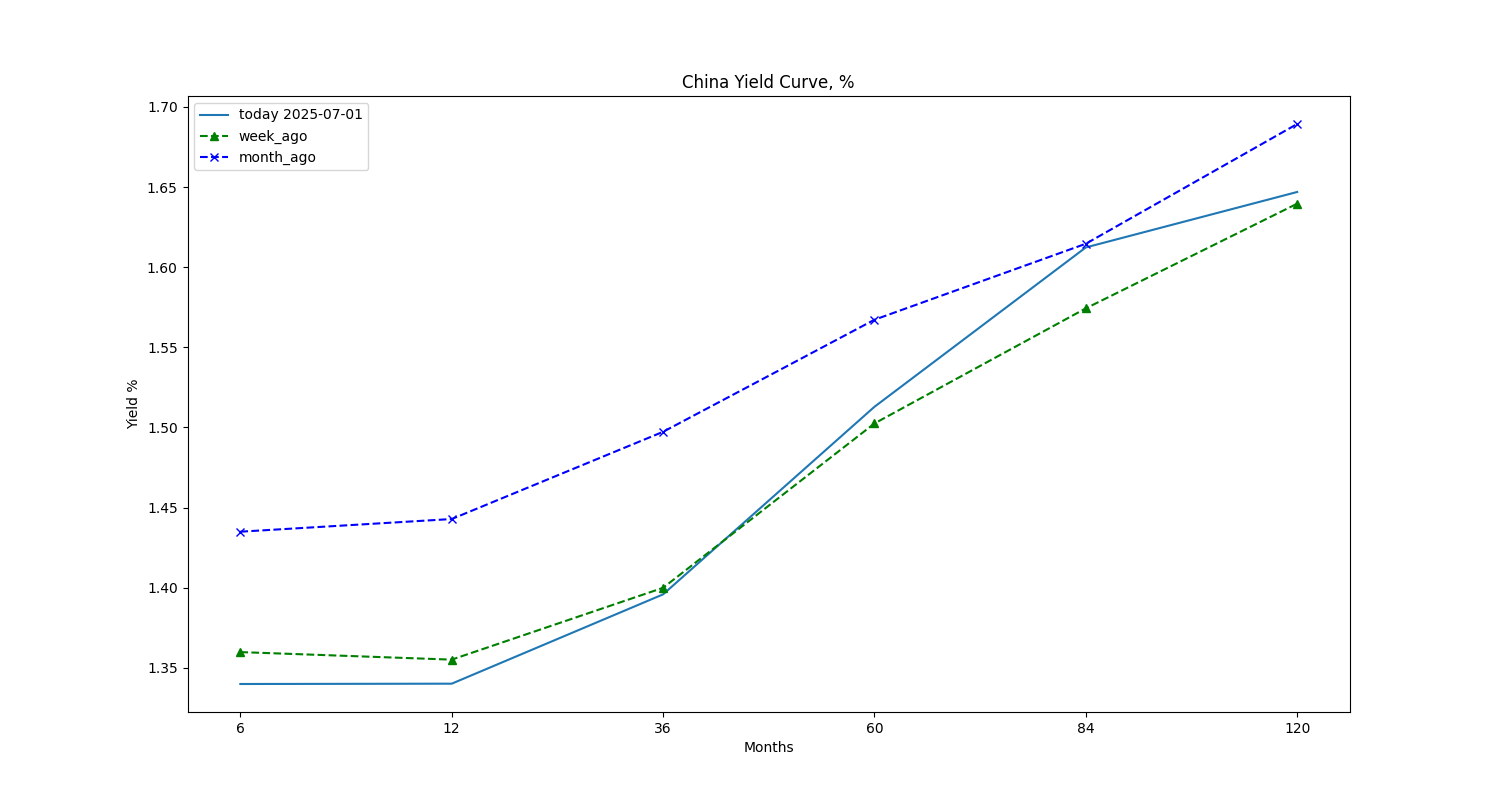 China Yield Curve, %
today 2025-07-01
week_ago
month_ago
1.70
1.65
1.60
1.55
1.50
1.45
1.40
1.35
Yield %
6 12 36 60 84 120
Months